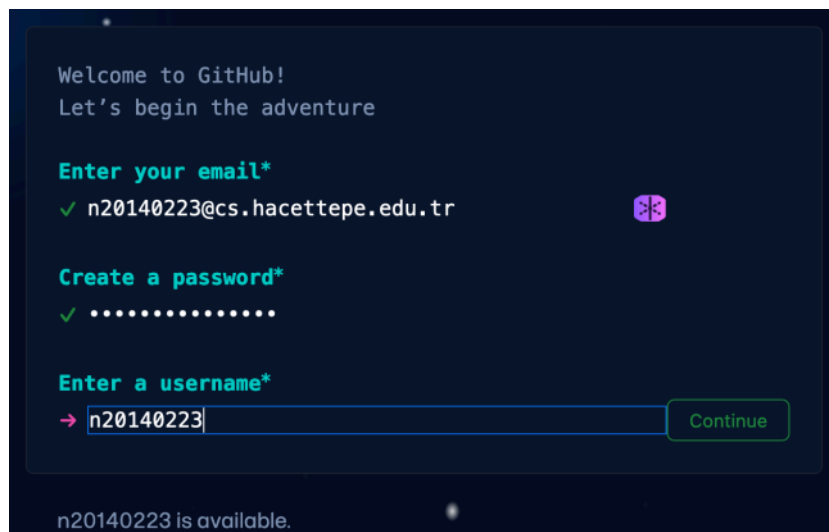 Welcome to GitHub!
Let’s begin the adventure
Enter your email*
✓ n20140223@cs.hacettepe.edu.tr
Create a password*
✓ •••••••••••••••
Enter a username*
→ n20140223
Continue
n20140223 is available.